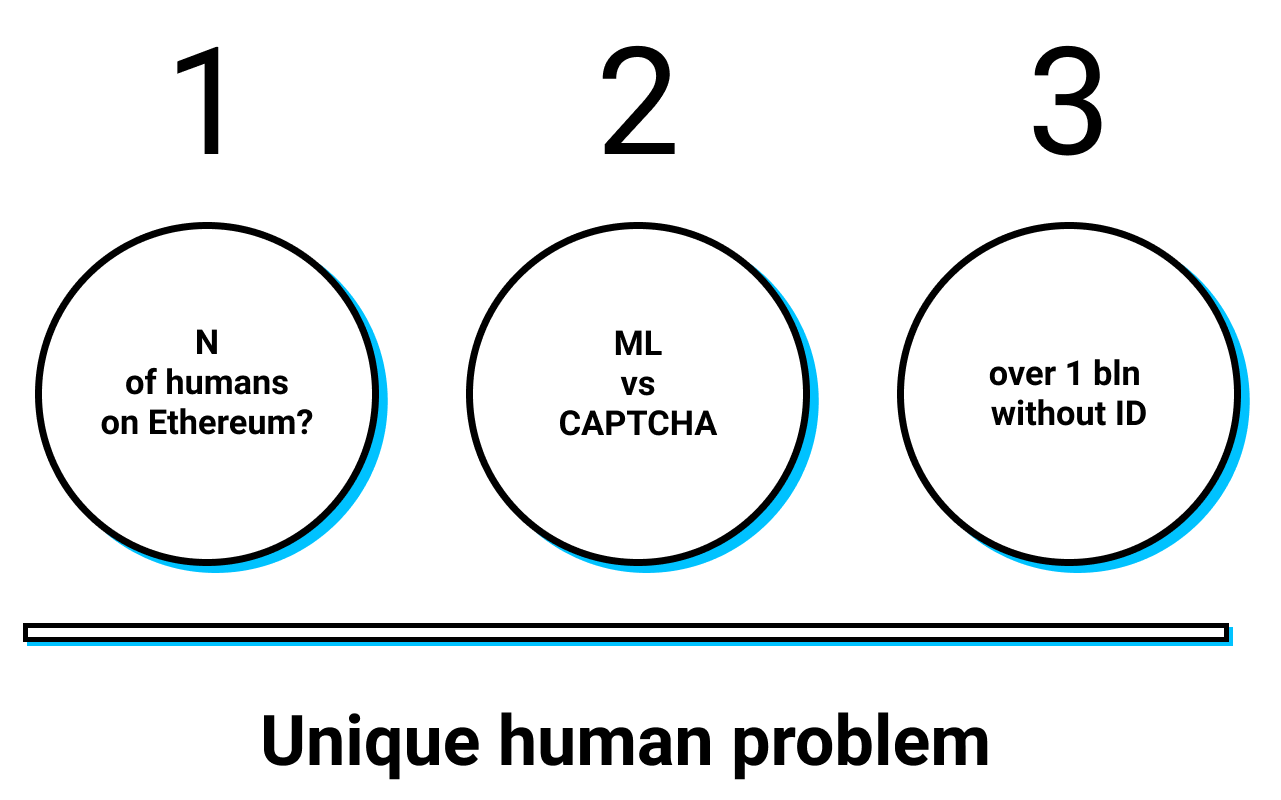 1
2
3
N
of humans
on Ethereum?
ML
vs
CAPTCHA
over 1 bln
without ID
Unique human problem